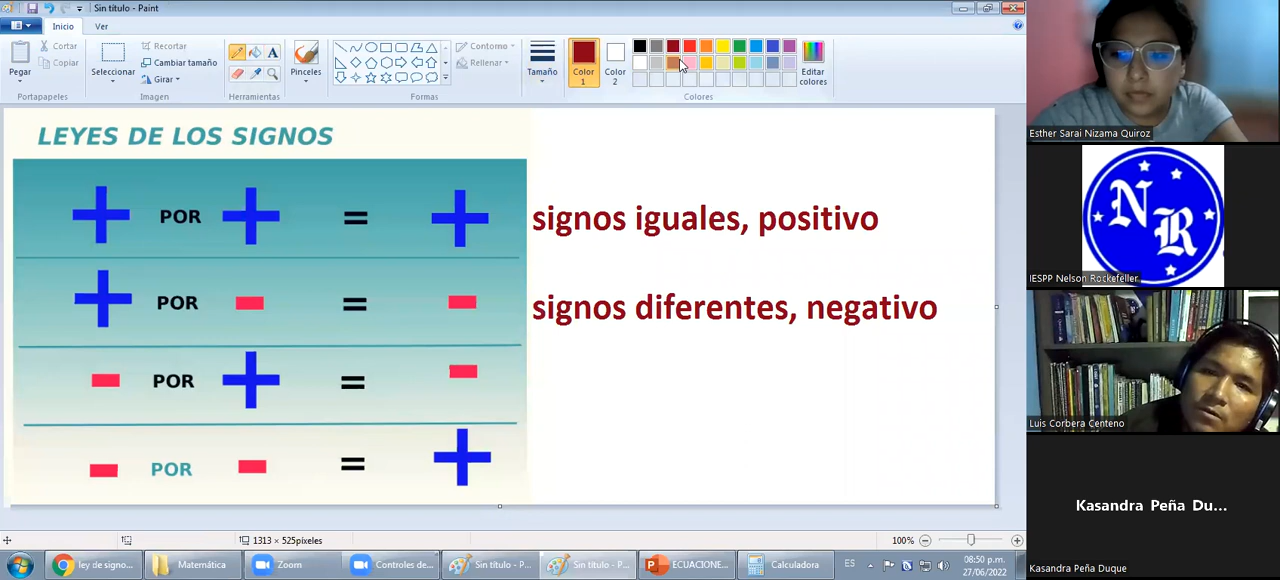 Sin título - Paint
Inicio
Ver
Pegar
Cortar
Copiar
Portapapeles
Seleccionar
Recortar
Cambiar tamaño
Girar
Imagen
A
Herramientas
Pinceles
Contorno
Rellenar
Formas
Tamaño
Color 1
Color 2
Editar colores
Colores
LEYES DE LOS SIGNOS
+ POR + = +
signos iguales, positivo
+ POR - = -
signos diferentes, negativo
- POR + = -
- POR - = +
1313 × 525píxeles
100%
ley de signo...
Matemática
Zoom
Controles de...
Sin título - P...
Sin título - P...
ECUACIONE...
Calculadora
ES
08:50 p.m.
27/06/2022
Esther Sarai Nizama Quiroz
NR
IESPP Nelson Rockefeller
Luis Corbera Centeno
Kasandra Peña Du...
Kasandra Peña Duque